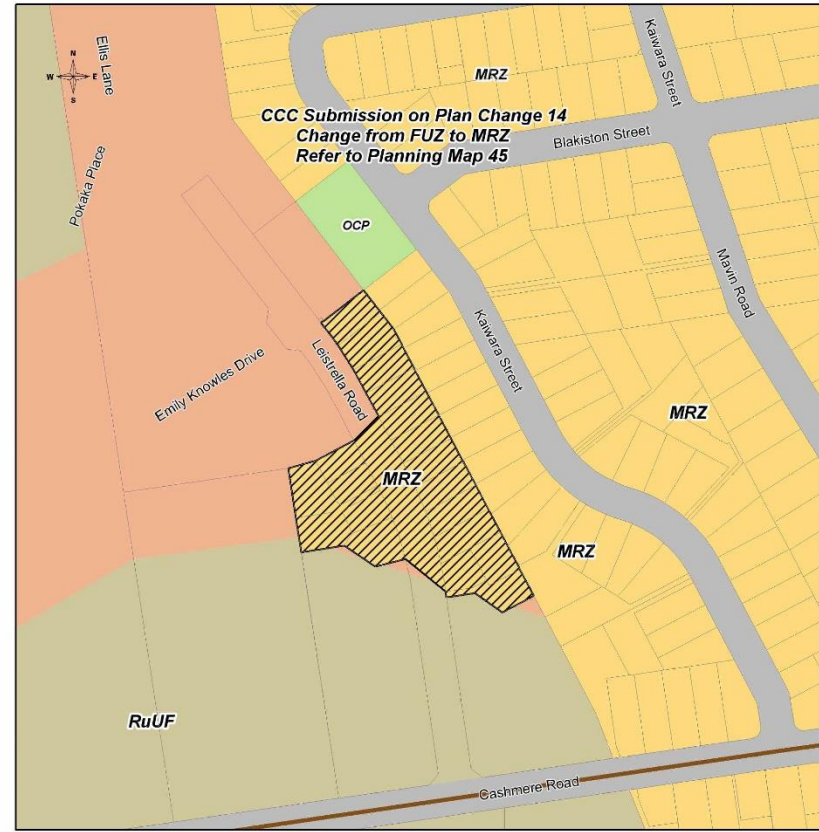 Ellis Lane
N
W E
S
MRZ
Kaiwara Street
CCC Submission on Plan Change 14
Change from FUZ to MRZ
Refer to Planning Map 45
Blakiston Street
Pokaka Place
OCP
Mavin Road
Kaiwara Street
Leistrella Road
Emily Knowles Drive
MRZ
MRZ
MRZ
RuUF
Cashmere Road